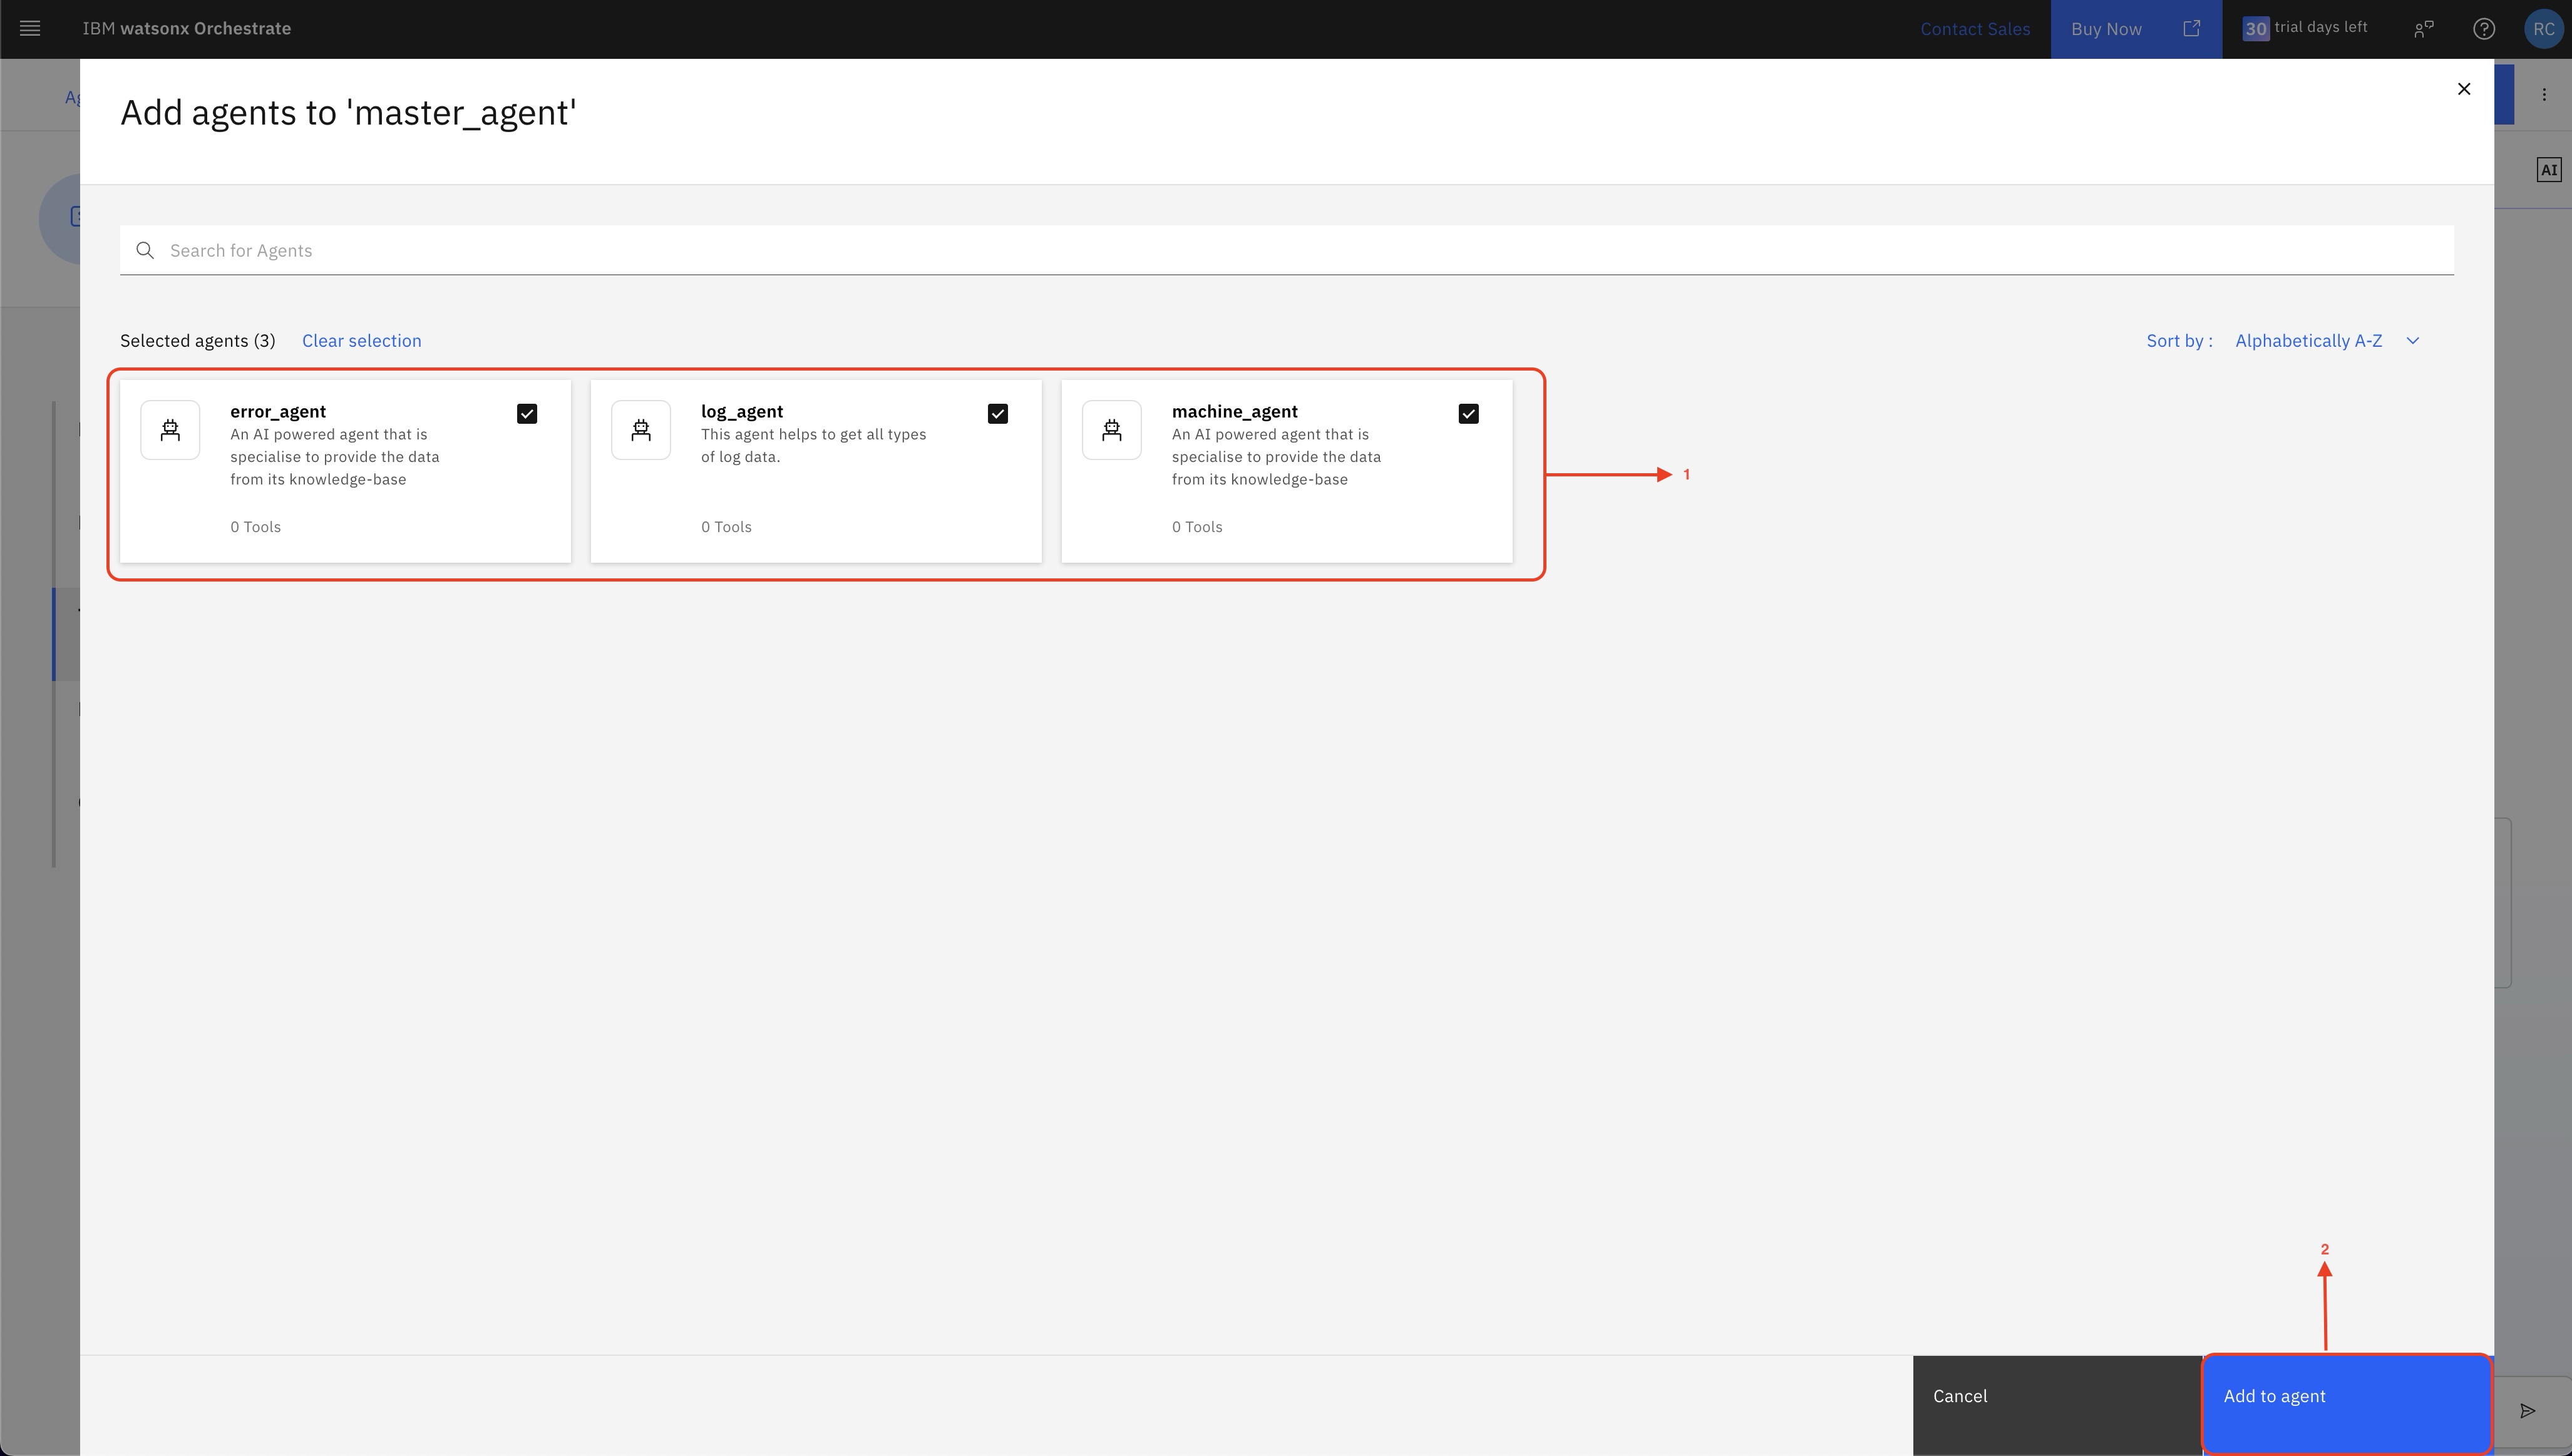 IBM watsonx Orchestrate
Contact Sales
Buy Now
30 trial days left
RC
Ag
Add agents to 'master_agent'
AI
Search for Agents
Selected agents (3)
Clear selection
Sort by :
Alphabetically A-Z
error_agent
An AI powered agent that is
specialise to provide the data
from its knowledge-base
0 Tools
log_agent
This agent helps to get all types
of log data.
0 Tools
machine_agent
An AI powered agent that is
specialise to provide the data
from its knowledge-base
0 Tools
1
2
Cancel
Add to agent